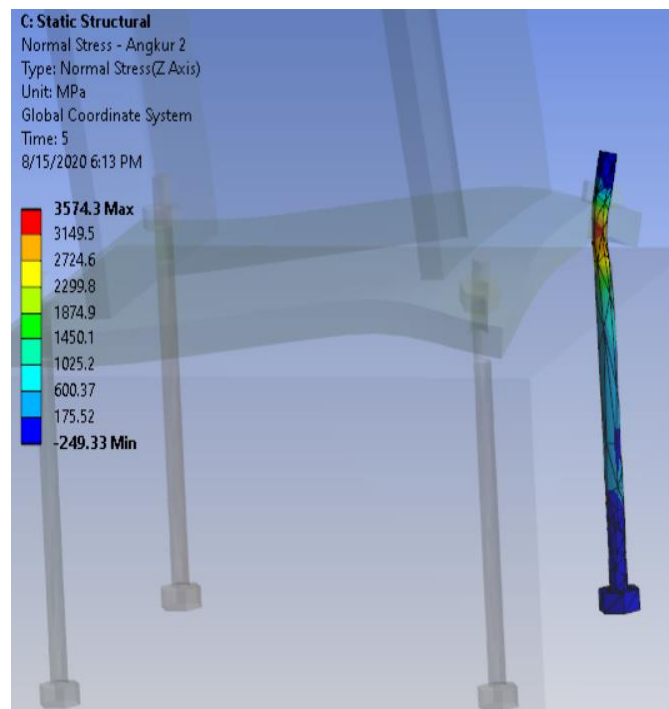 C: Static Structural
Normal Stress - Angkur 2
Type: Normal Stress(Z Axis)
Unit: MPa
Global Coordinate System
Time: 5
8/15/2020 6:13 PM
3574.3 Max
3149.5
2724.6
2299.8
1874.9
1450.1
1025.2
600.37
175.52
-249.33 Min